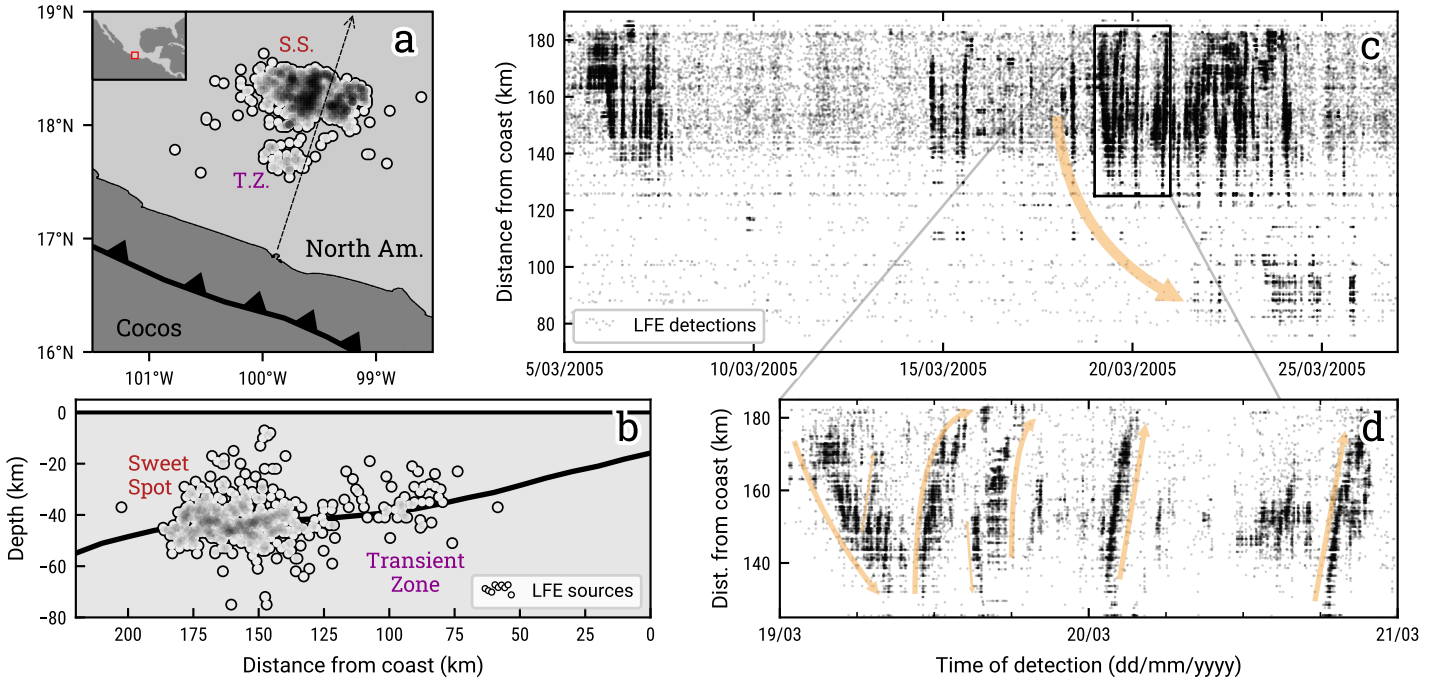 19°N
18°N
17°N
16°N
101°W
100°W
99°W
a
S.S.
T.Z.
North Am.
Cocos
Distance from coast (km)
180
160
140
120
100
80
c
LFE detections
5/03/2005
10/03/2005
15/03/2005
20/03/2005
25/03/2005
Depth (km)
0
−20
−40
−60
−80
b
Sweet
Spot
Transient
Zone
LFE sources
200
175
150
125
100
75
50
25
0
Distance from coast (km)
Dist. from coast (km)
180
160
140
d
19/03
20/03
21/03
Time of detection (dd/mm/yyyy)